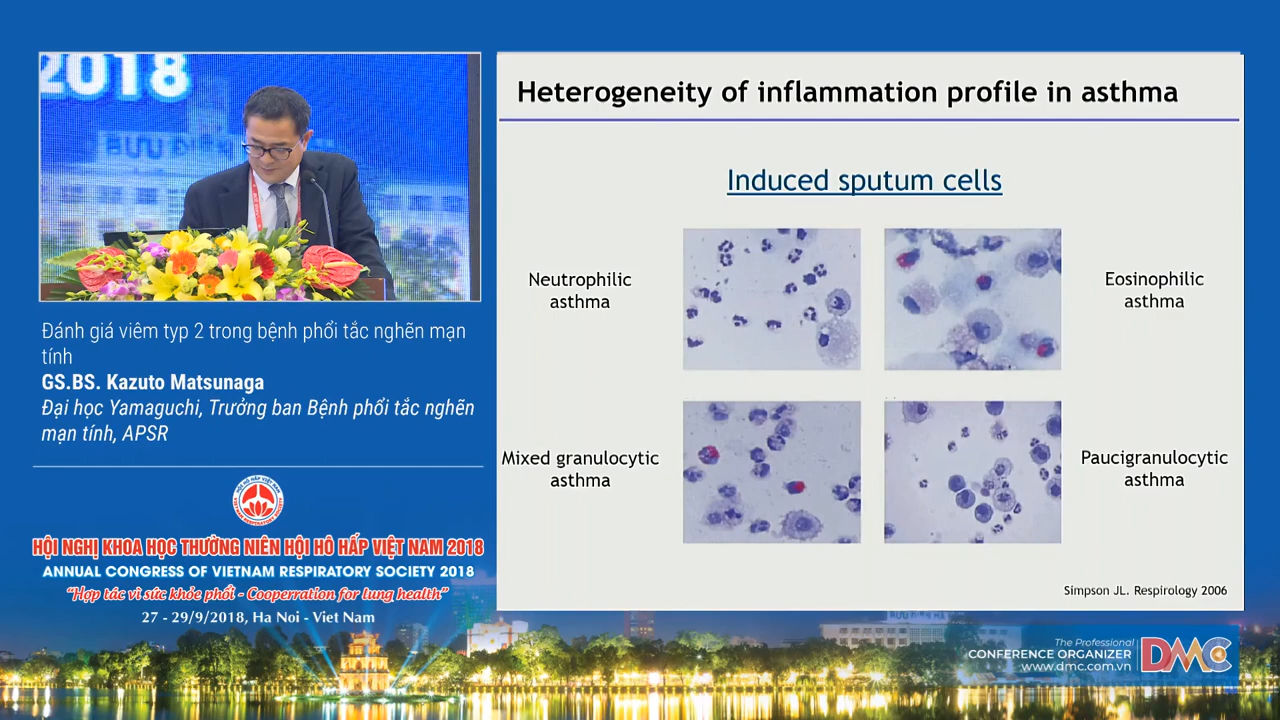 2018
BƯU ĐIỆN
Đánh giá viêm typ 2 trong bệnh phổi tắc nghẽn mạn
tính
GS.BS. Kazuto Matsunaga
Đại học Yamaguchi, Trưởng ban Bệnh phổi tắc nghẽn
mạn tính, APSR
HỘI NGHỊ KHOA HỌC THƯỜNG NIÊN HỘI HÔ HẤP VIỆT NAM 2018
ANNUAL CONGRESS OF VIETNAM RESPIRATORY SOCIETY 2018
“Hợp tác vì sức khỏe phổi - Cooperration for lung health”
27 - 29/9/2018, Ha Noi - Viet Nam
Heterogeneity of inflammation profile in asthma
Induced sputum cells
Neutrophilic
asthma
Eosinophilic
asthma
Mixed granulocytic
asthma
Paucigranulocytic
asthma
Simpson JL. Respirology 2006
The Professional
CONFERENCE ORGANIZER
www.dmc.com.vn
DMC